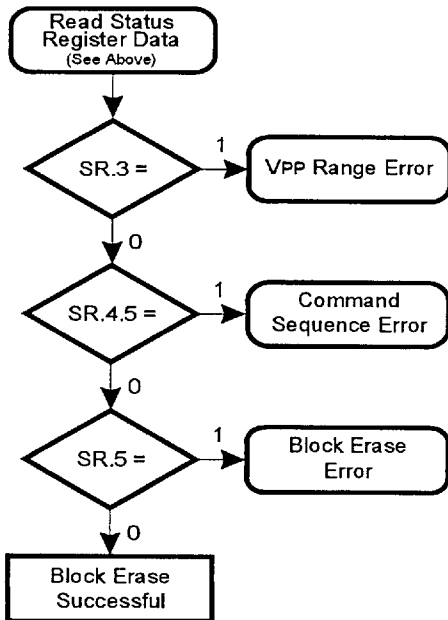 Read Status
Register Data
(See Above)
SR.3 =
1
VPP Range Error
0
SR.4.5 =
1
Command
Sequence Error
0
SR.5 =
1
Block Erase
Error
0
Block Erase
Successful